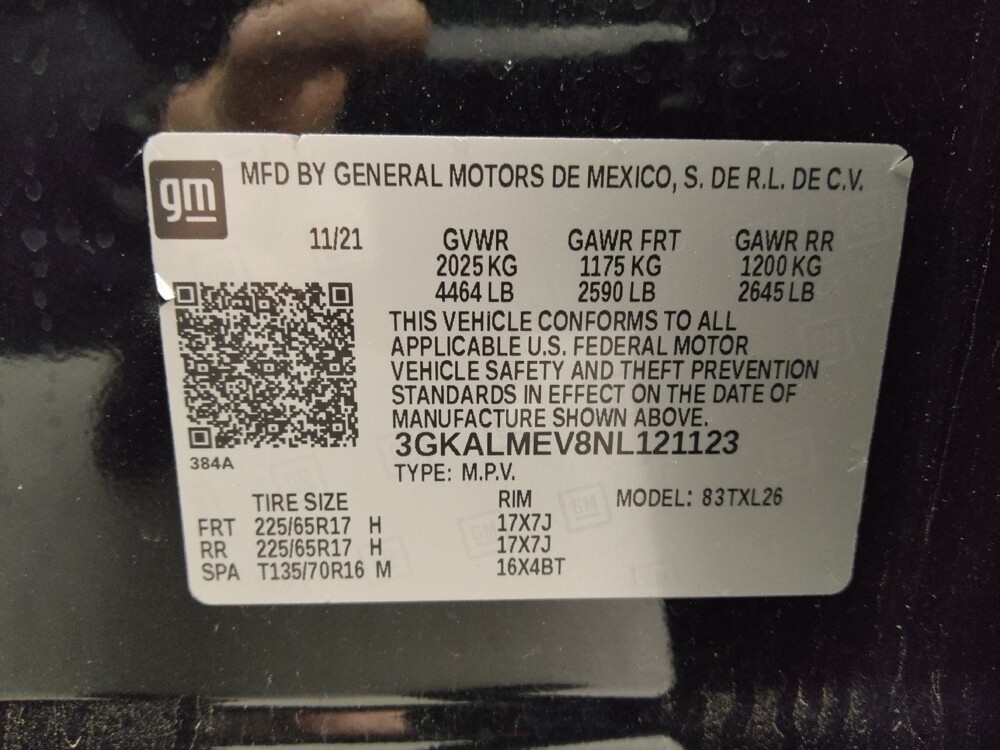 gm
MFD BY GENERAL MOTORS DE MEXICO, S. DE R.L. DE C.V.
11/21 GVWR GAWR FRT GAWR RR
2025 KG 1175 KG 1200 KG
4464 LB 2590 LB 2645 LB
THIS VEHICLE CONFORMS TO ALL
APPLICABLE U.S. FEDERAL MOTOR
VEHICLE SAFETY AND THEFT PREVENTION
STANDARDS IN EFFECT ON THE DATE OF
MANUFACTURE SHOWN ABOVE.
3GKALMEV8NL121123
384A
TYPE: M.P.V.
TIRE SIZE RIM MODEL: 83TXL26
FRT 225/65R17 H 17X7J
RR 225/65R17 H 17X7J
SPA T135/70R16 M 16X4BT
GM
GM